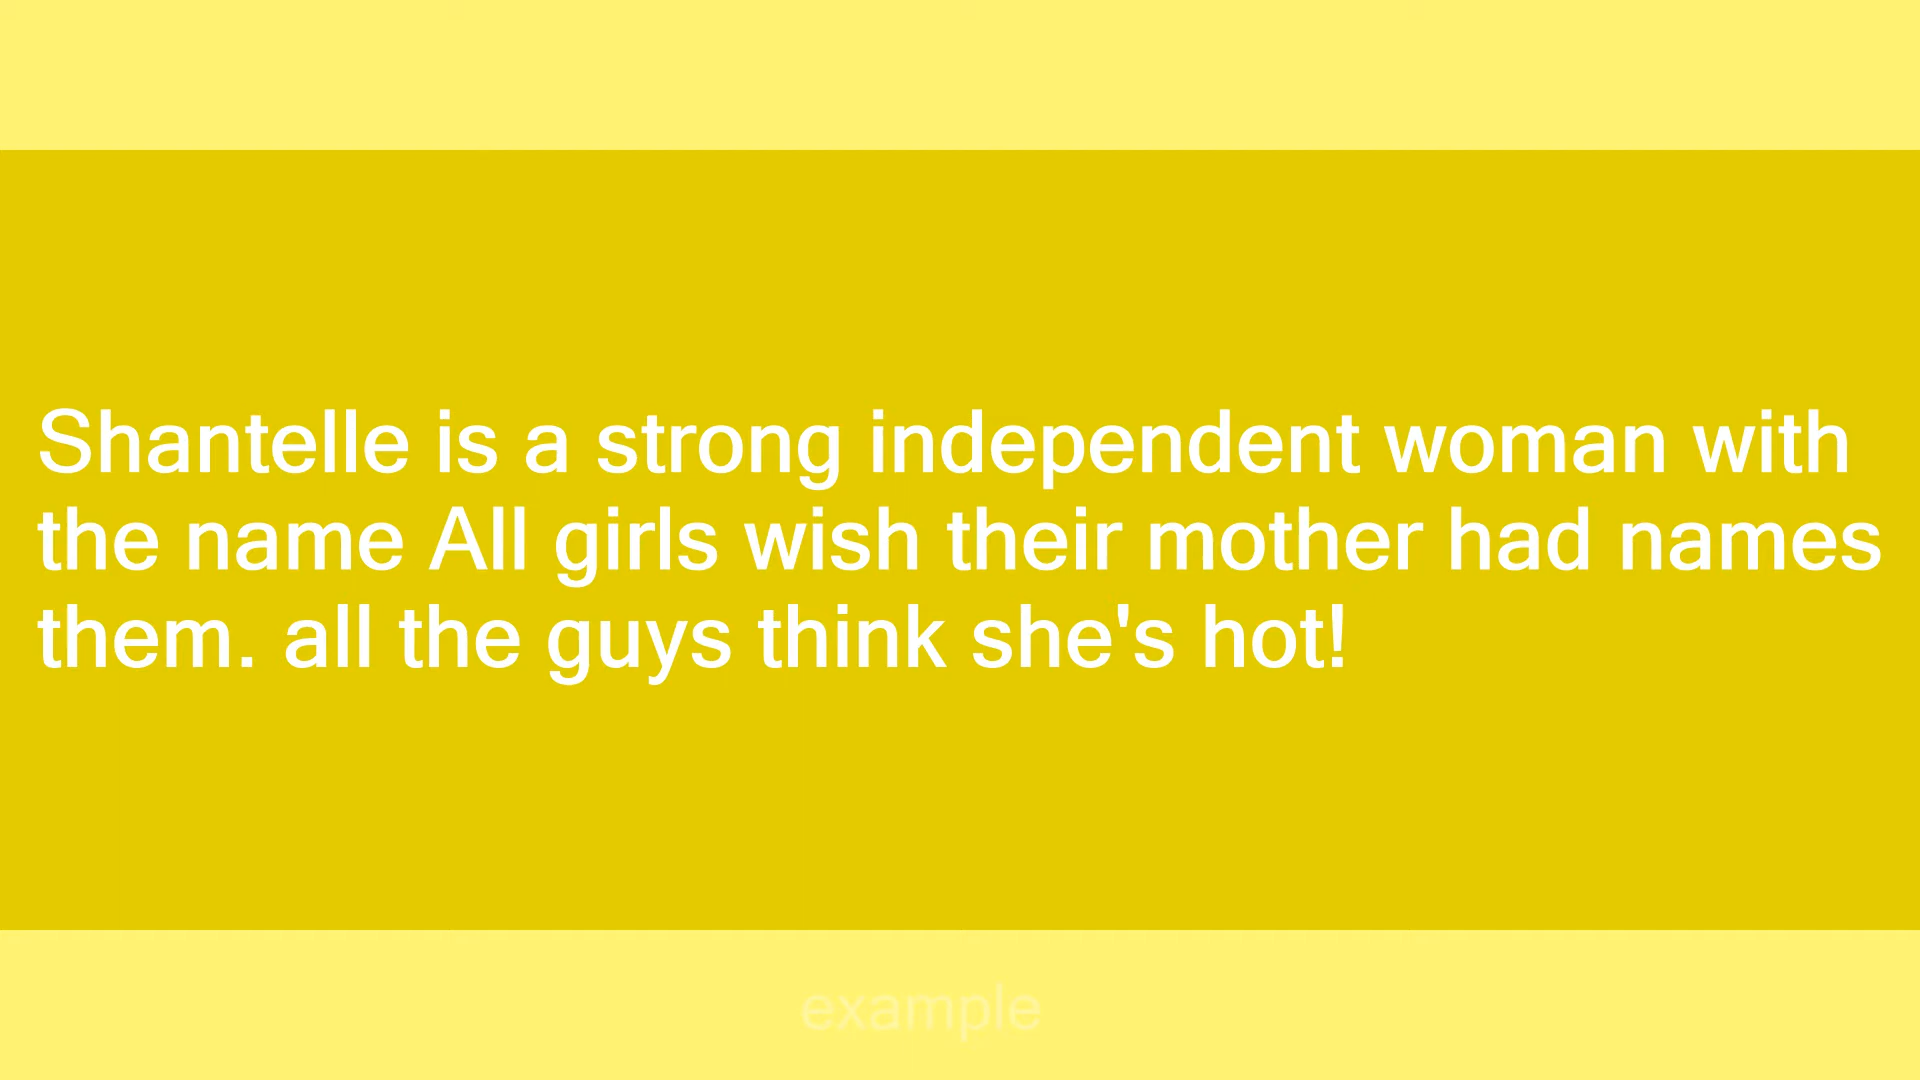 Shantelle is a strong independent woman with
the name All girls wish their mother had names
them. all the guys think she's hot!
example